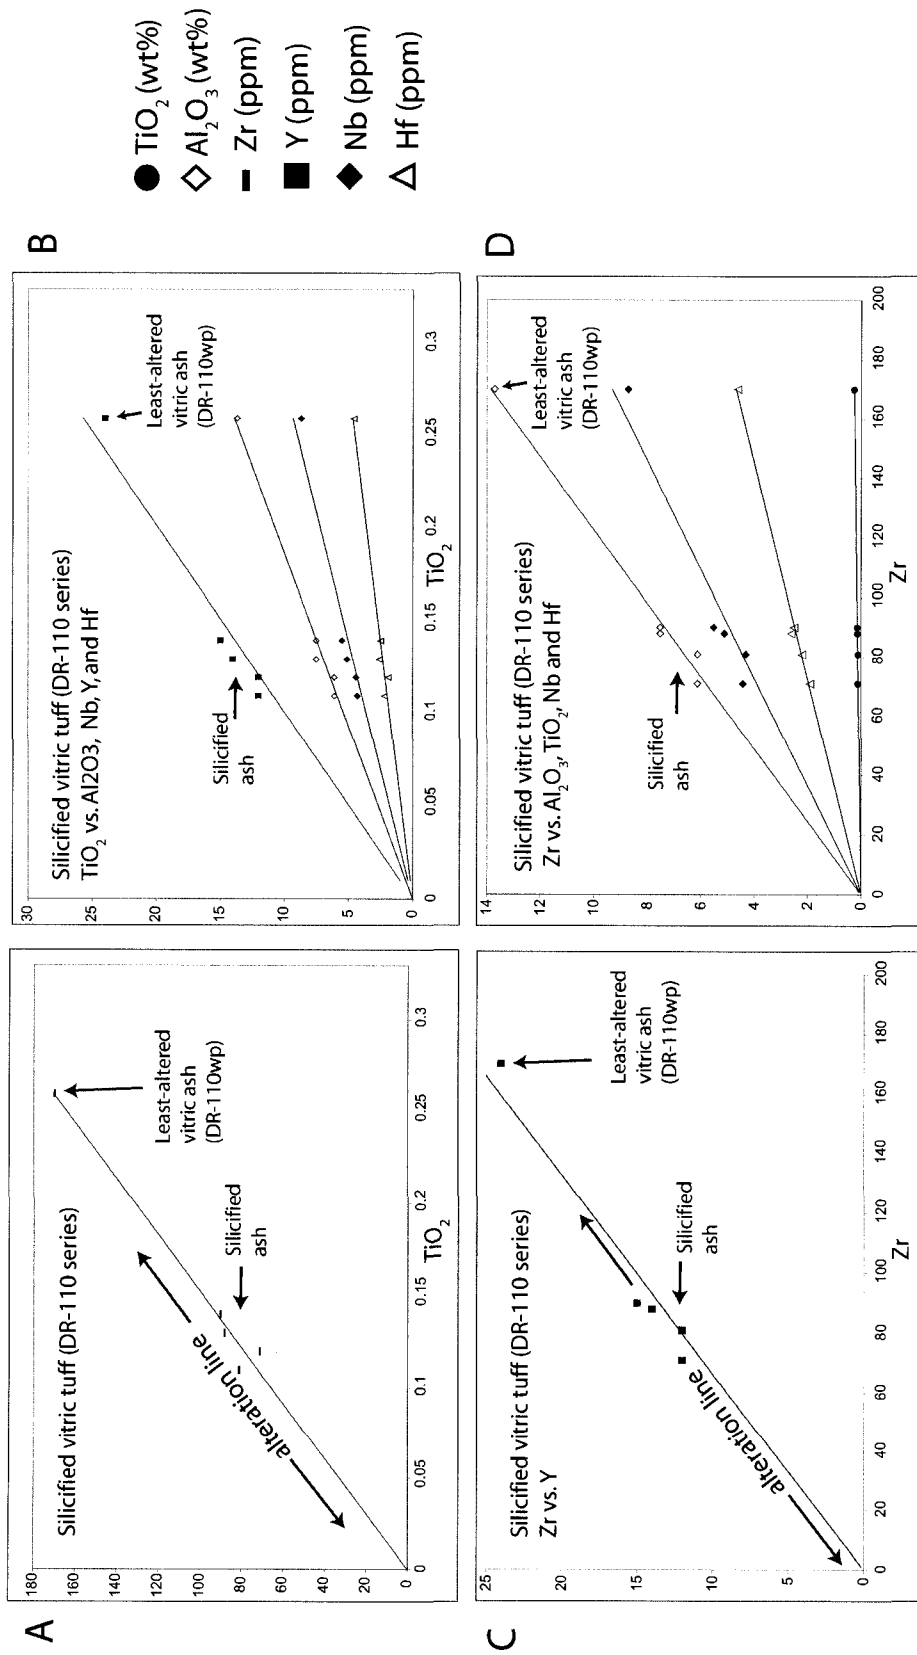 A
Silicified vitric tuff (DR-110 series)
180
160
140
120
100
80
60
40
20
0
alteration line
Silicified
ash
Least-altered
vitric ash
(DR-110wp)
0
0.05
0.1
0.15
0.2
0.25
0.3
TiO₂
B
Silicified vitric tuff (DR-110 series)
TiO₂ vs. Al2O3, Nb, Y, and Hf
30
25
20
15
10
5
0
Silicified
ash
Least-altered
vitric ash
(DR-110wp)
0
0.05
0.1
0.15
0.2
0.25
0.3
TiO₂
TiO₂ (wt%)
Al₂O₃ (wt%)
Zr (ppm)
Y (ppm)
Nb (ppm)
Hf (ppm)
C
Silicified vitric tuff (DR-110 series)
Zr vs. Y
25
20
15
10
5
0
alteration line
Silicified
ash
Least-altered
vitric ash
(DR-110wp)
0
20
40
60
80
100
120
140
160
180
200
Zr
D
Silicified vitric tuff (DR-110 series)
Zr vs. Al₂O₃, TiO₂, Nb and Hf
14
12
10
8
6
4
2
0
Silicified
ash
Least-altered
vitric ash
(DR-110wp)
0
20
40
60
80
100
120
140
160
180
200
Zr